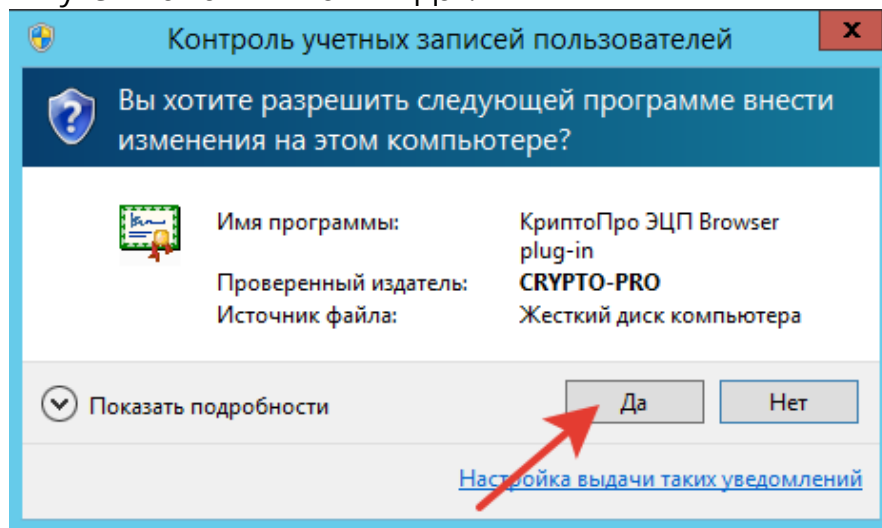 Контроль учетных записей пользователей
x
Вы хотите разрешить следующей программе внести
изменения на этом компьютере?
Имя программы: КриптоПро ЭЦП Browser
plug-in
Проверенный издатель: CRYPTO-PRO
Источник файла: Жесткий диск компьютера
Показать подробности Да Нет
Настройка выдачи таких уведомлений